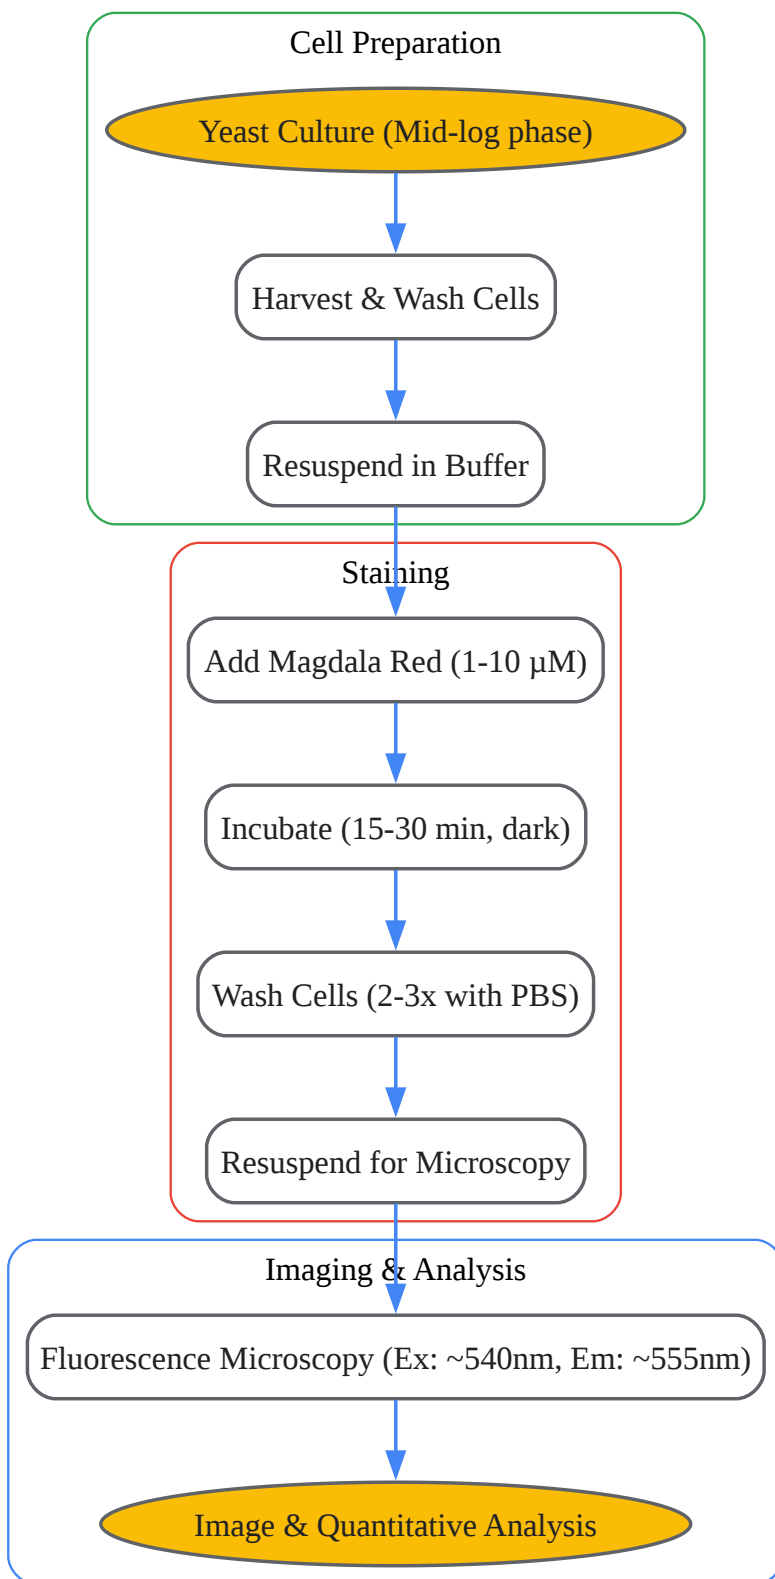 Cell Preparation
Yeast Culture (Mid-log phase)
Harvest & Wash Cells
Resuspend in Buffer
Staining
Add Magdala Red (1-10 µM)
Incubate (15-30 min, dark)
Wash Cells (2-3x with PBS)
Resuspend for Microscopy
Imaging & Analysis
Fluorescence Microscopy (Ex: ~540nm, Em: ~555nm)
Image & Quantitative Analysis